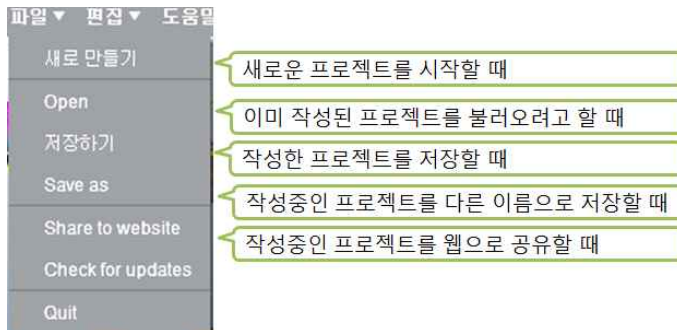 파일▼ 편집▼ 도움말
새로 만들기
새로운 프로젝트를 시작할 때
Open
이미 작성된 프로젝트를 불러오려고 할 때
저장하기
작성한 프로젝트를 저장할 때
Save as
작성중인 프로젝트를 다른 이름으로 저장할 때
Share to website
작성중인 프로젝트를 웹으로 공유할 때
Check for updates
Quit